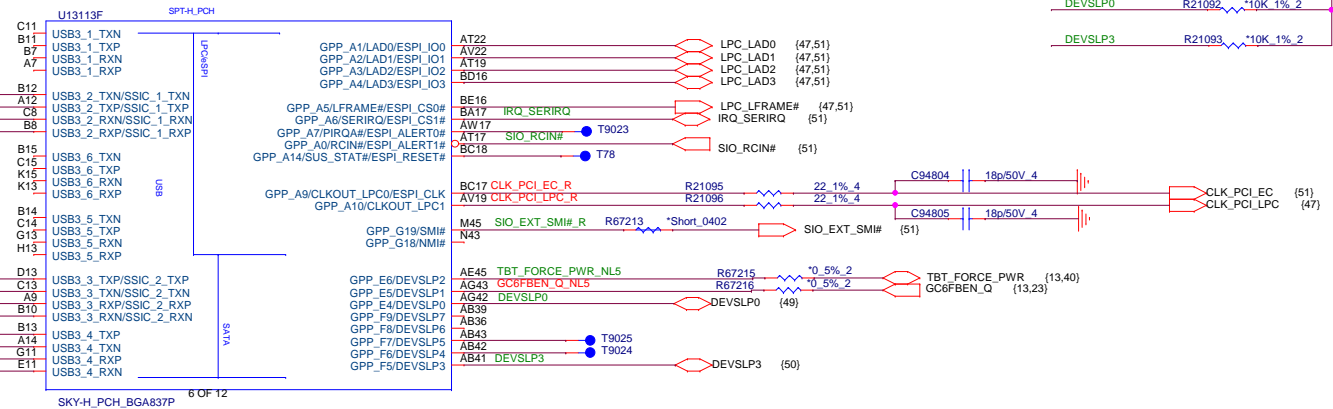 DEVSLP0 R21092 *10K_1%_2
DEVSLP3 R21093 *10K_1%_2
U13113F SPT-H_PCH
C11 USB3_1_TXN
B11 USB3_1_TXP
B7 USB3_1_RXN
A7 USB3_1_RXP
B12 USB3_2_TXN/SSIC_1_TXN
A12 USB3_2_TXP/SSIC_1_TXP
C8 USB3_2_RXN/SSIC_1_RXN
B8 USB3_2_RXP/SSIC_1_RXP
B15 USB3_6_TXN
C15 USB3_6_TXP
K15 USB3_6_RXN
K13 USB3_6_RXP
B14 USB3_5_TXN
C14 USB3_5_TXP
G13 USB3_5_RXN
H13 USB3_5_RXP
D13 USB3_3_TXP/SSIC_2_TXP
C13 USB3_3_TXN/SSIC_2_TXN
A9 USB3_3_RXP/SSIC_2_RXP
B10 USB3_3_RXN/SSIC_2_RXN
B13 USB3_4_TXP
A14 USB3_4_TXN
G11 USB3_4_RXP
E11 USB3_4_RXN
LPC/eSPI
USB
SATA
GPP_A1/LAD0/ESPI_IO0 AT22 LPC_LAD0 {47,51}
GPP_A2/LAD1/ESPI_IO1 AV22 LPC_LAD1 {47,51}
GPP_A3/LAD2/ESPI_IO2 AT19 LPC_LAD2 {47,51}
GPP_A4/LAD3/ESPI_IO3 BD16 LPC_LAD3 {47,51}
GPP_A5/LFRAME#/ESPI_CS0# BE16 LPC_LFRAME# {47,51}
GPP_A6/SERIRQ/ESPI_CS1# BA17 IRQ_SERIRQ IRQ_SERIRQ {51}
GPP_A7/PIRQA#/ESPI_ALERT0# AW17 T9023
GPP_A0/RCIN#/ESPI_ALERT1# AT17 SIO_RCIN# SIO_RCIN# {51}
GPP_A14/SUS_STAT#/ESPI_RESET# BC18 T78
C94804 18p/50V_4
GPP_A9/CLKOUT_LPC0/ESPI_CLK BC17 CLK_PCI_EC_R R21095 22_1%_4 CLK_PCI_EC {51}
GPP_A10/CLKOUT_LPC1 AV19 CLK_PCI_LPC_R R21096 22_1%_4 CLK_PCI_LPC {47}
C94805 18p/50V_4
GPP_G19/SMI# M45 SIO_EXT_SMI#_R R67213 *Short_0402 SIO_EXT_SMI# {51}
GPP_G18/NMI# N43
GPP_E6/DEVSLP2 AE45 TBT_FORCE_PWR_NL5 R67215 *0_5%_2 TBT_FORCE_PWR {13,40}
GPP_E5/DEVSLP1 AG43 GC6FBEN_Q_NL5 R67216 *0_5%_2 GC6FBEN_Q {13,23}
GPP_E4/DEVSLP0 AG42 DEVSLP0 DEVSLP0 {49}
GPP_F9/DEVSLP7 AB39
GPP_F8/DEVSLP6 AB36
GPP_F7/DEVSLP5 AB43 T9025
GPP_F6/DEVSLP4 AB42 T9024
GPP_F5/DEVSLP3 AB41 DEVSLP3 DEVSLP3 {50}
SKY-H_PCH_BGA837P 6 OF 12